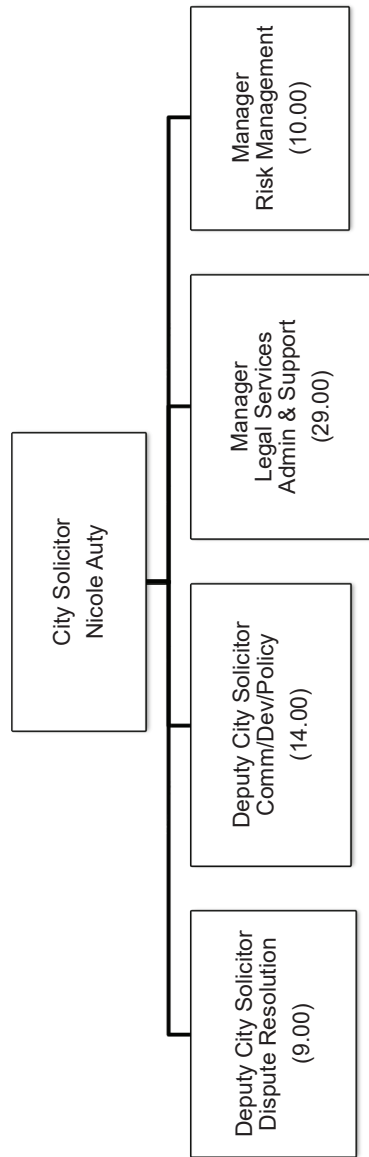 City Solicitor
Nicole Auty
Deputy City Solicitor
Dispute Resolution
(9.00)
Deputy City Solicitor
Comm/Dev/Policy
(14.00)
Manager
Legal Services
Admin & Support
(29.00)
Manager
Risk Management
(10.00)